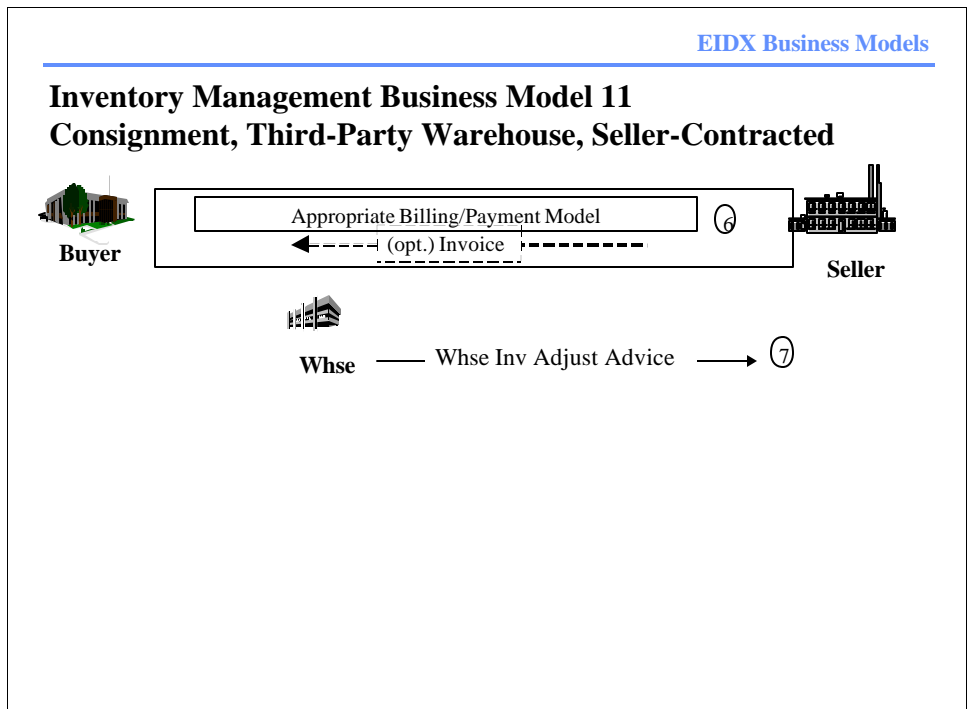 EIDX Business Models
Inventory Management Business Model 11
Consignment, Third-Party Warehouse, Seller-Contracted
Appropriate Billing/Payment Model
6
(opt.) Invoice
Buyer
Seller
Whse
Whse Inv Adjust Advice
7